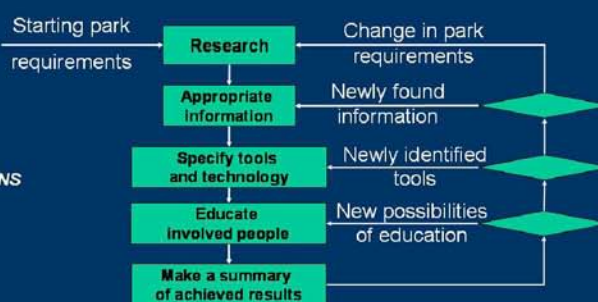 Starting park
requirements
Research
Change in park
requirements
Appropriate
information
Newly found
information
NS
Specify tools
and technology
Newly identified
tools
Educate
involved people
New possibilities
of education
Make a summary
of achieved results